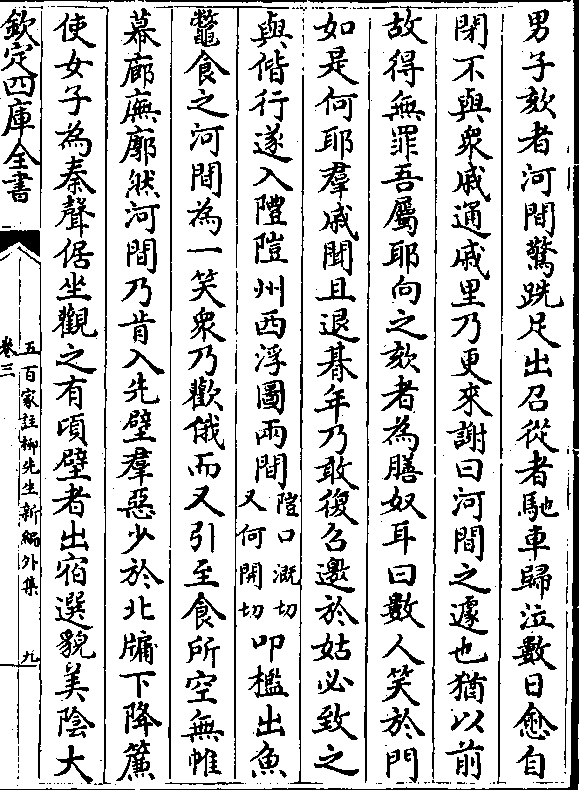 男子欬者河間驚跣足出召從者馳車歸泣數日愈自
閉不與衆戚通戚里乃更來謝曰河間之遽也猶以前
故得無罪吾屬耶向之欬者為膳奴耳曰數人笑於門
如是何耶羣戚聞且退朞年乃敢復召邀於姑必致之
與偕行遂入隑隑州西浮圖兩間隑口漑切又何開切叩檻出魚
鼈食之河間為一笑衆乃歡俄而又引至食所空無帷
幕廊廡廓然河間乃肯入先壁羣惡少於北牖下降簾
使女子為秦聲倨坐觀之有頃壁者出宿選貌美陰大
欽定四庫全書
五百家註柳先生新編外集
卷三
九